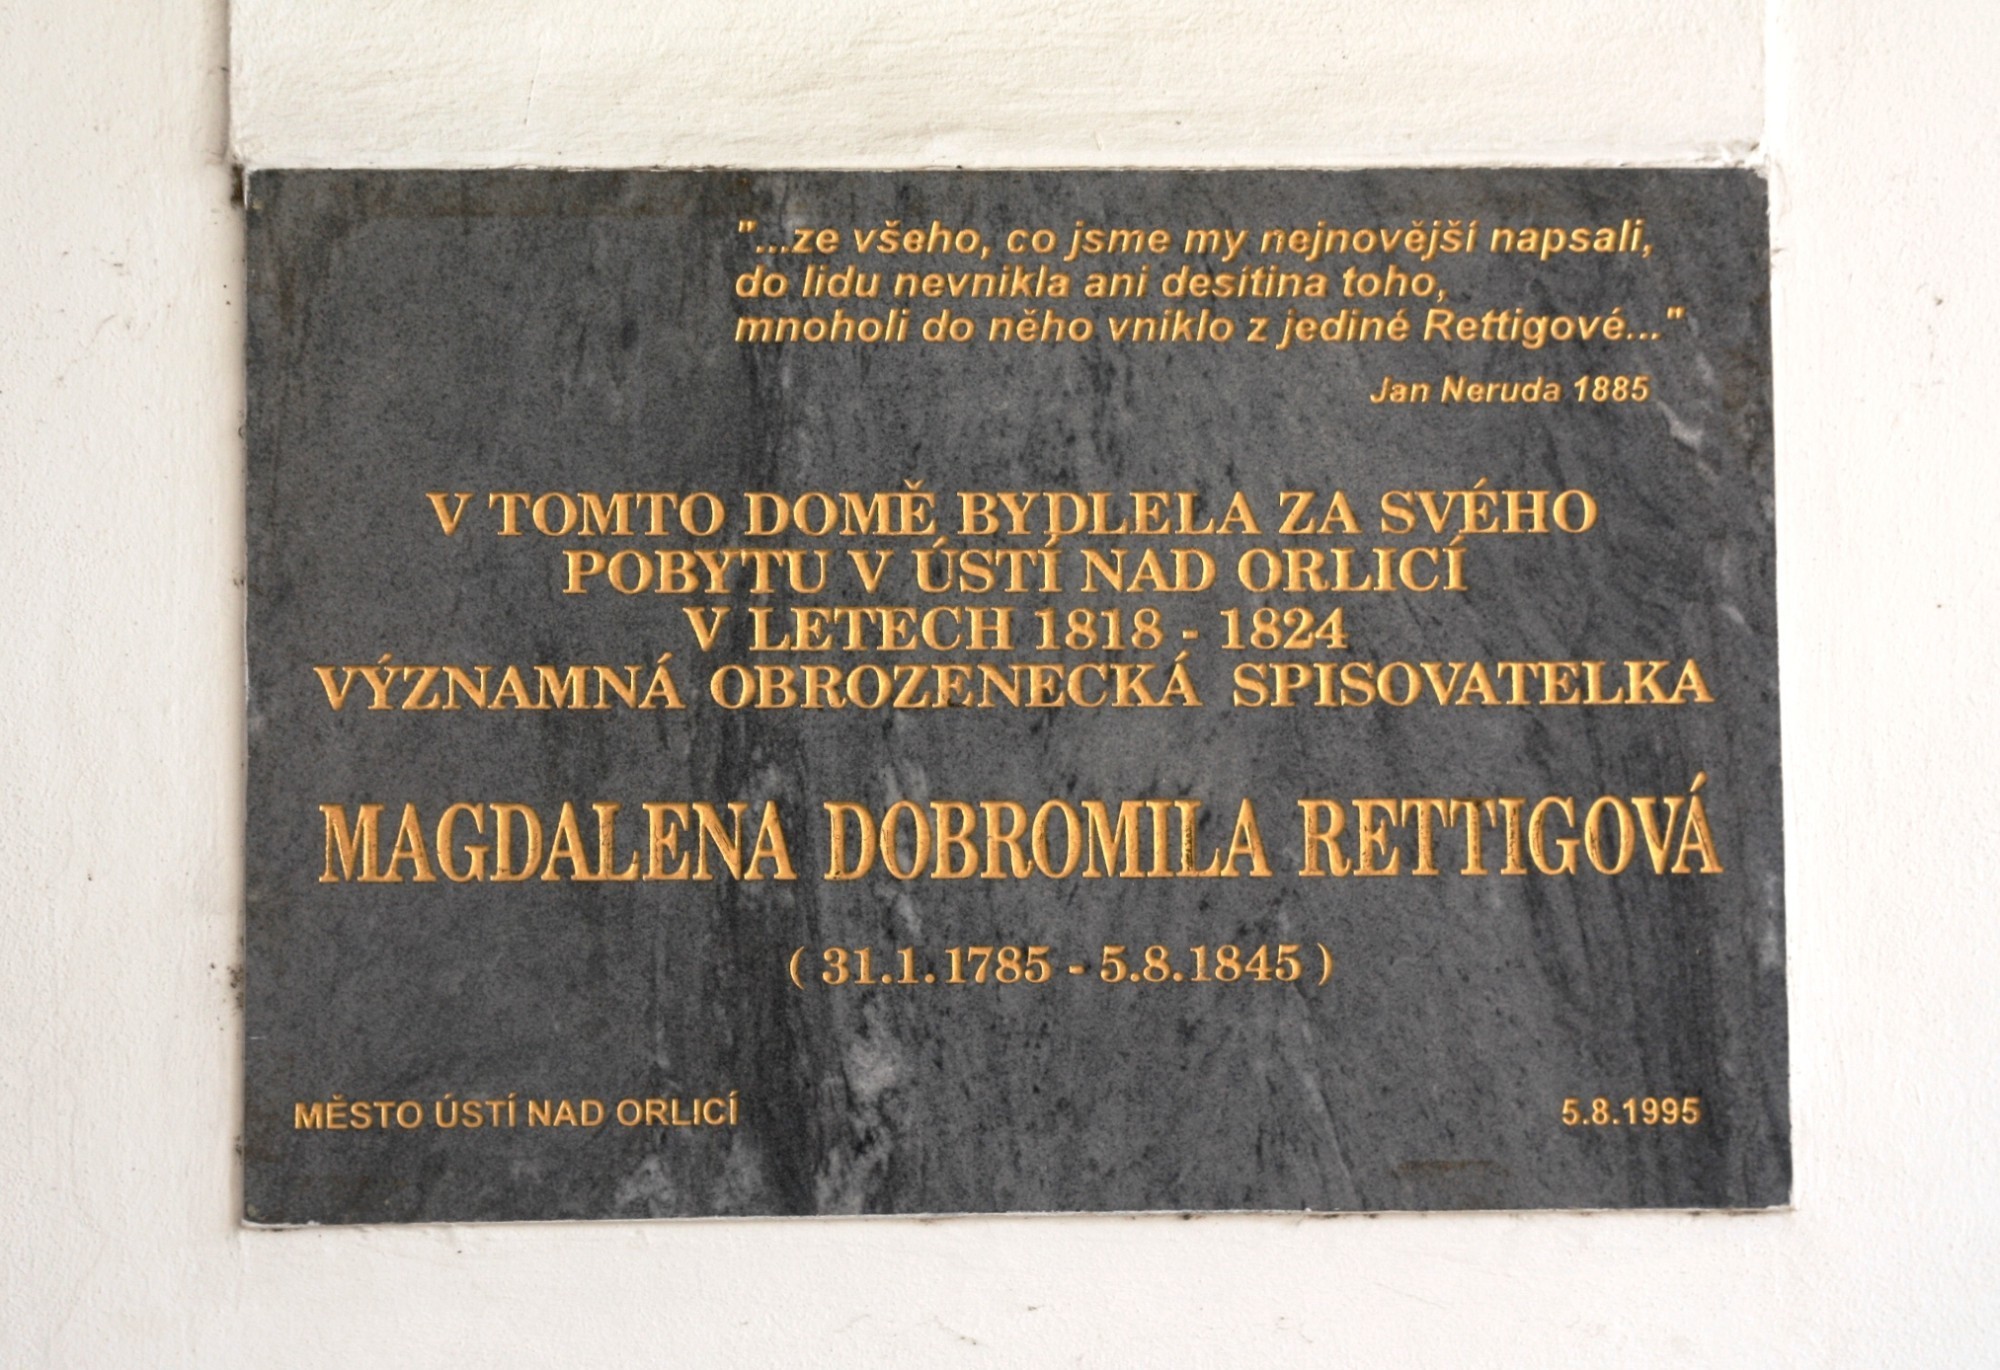 "...ze všeho, co jsme my nejnovější napsali,
do lidu nevnikla ani desítina toho,
mnoholi do něho vniklo z jediné Rettigové..."
Jan Neruda 1885
V TOMTO DOMĚ BYDLELA ZA SVÉHO
POBYTU V ÚSTÍ NAD ORLICÍ
V LETECH 1818 - 1824
VÝZNAMNÁ OBROZENECKÁ SPISOVATELKA
MAGDALENA DOBROMILA RETTIGOVÁ
( 31.1.1785 - 5.8.1845 )
MĚSTO ÚSTÍ NAD ORLICÍ
5.8.1995